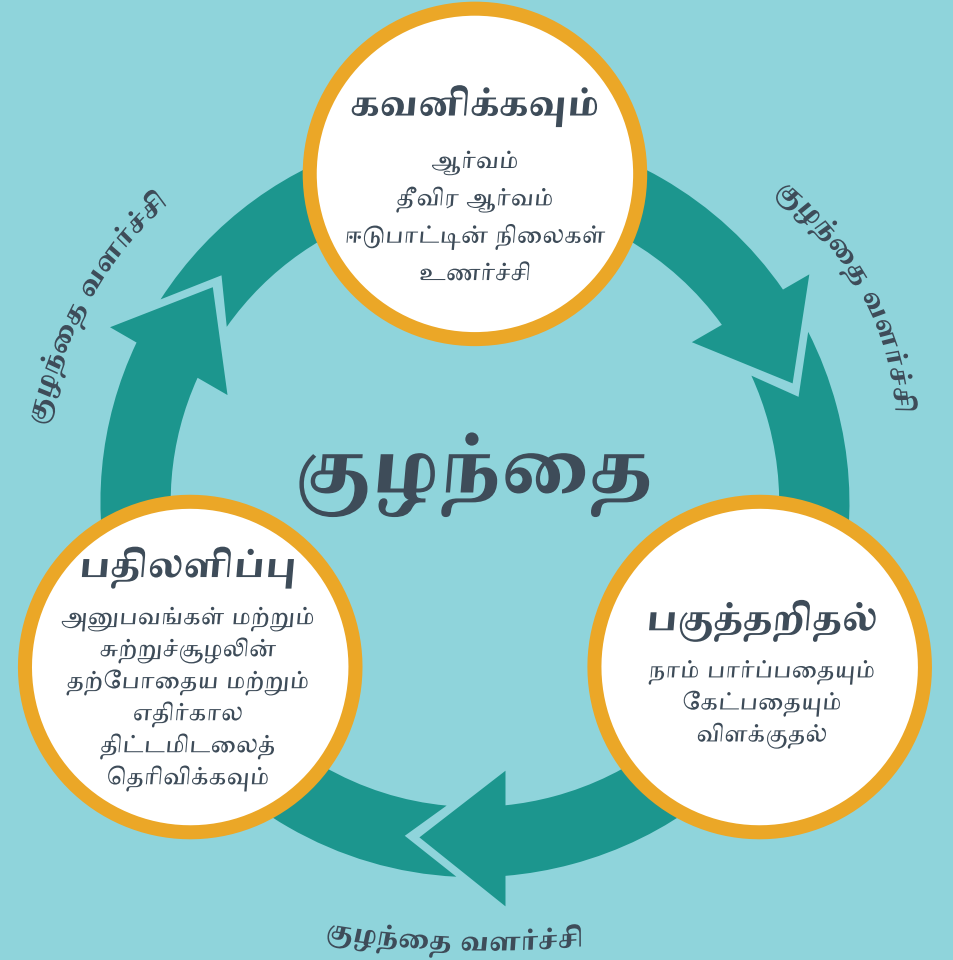 கவனிக்கவும்
ஆர்வம்
தீவிர ஆர்வம்
ஈடுபாட்டின் நிலைகள்
உணர்ச்சி
குழந்தை வளர்ச்சி
குழந்தை வளர்ச்சி
குழந்தை
பதிலளிப்பு
அனுபவங்கள் மற்றும்
சுற்றுச்சூழலின்
தற்போதைய மற்றும்
எதிர்கால
திட்டமிடலைத்
தெரிவிக்கவும்
பகுத்தறிதல்
நாம் பார்ப்பதையும்
கேட்பதையும்
விளக்குதல்
குழந்தை வளர்ச்சி